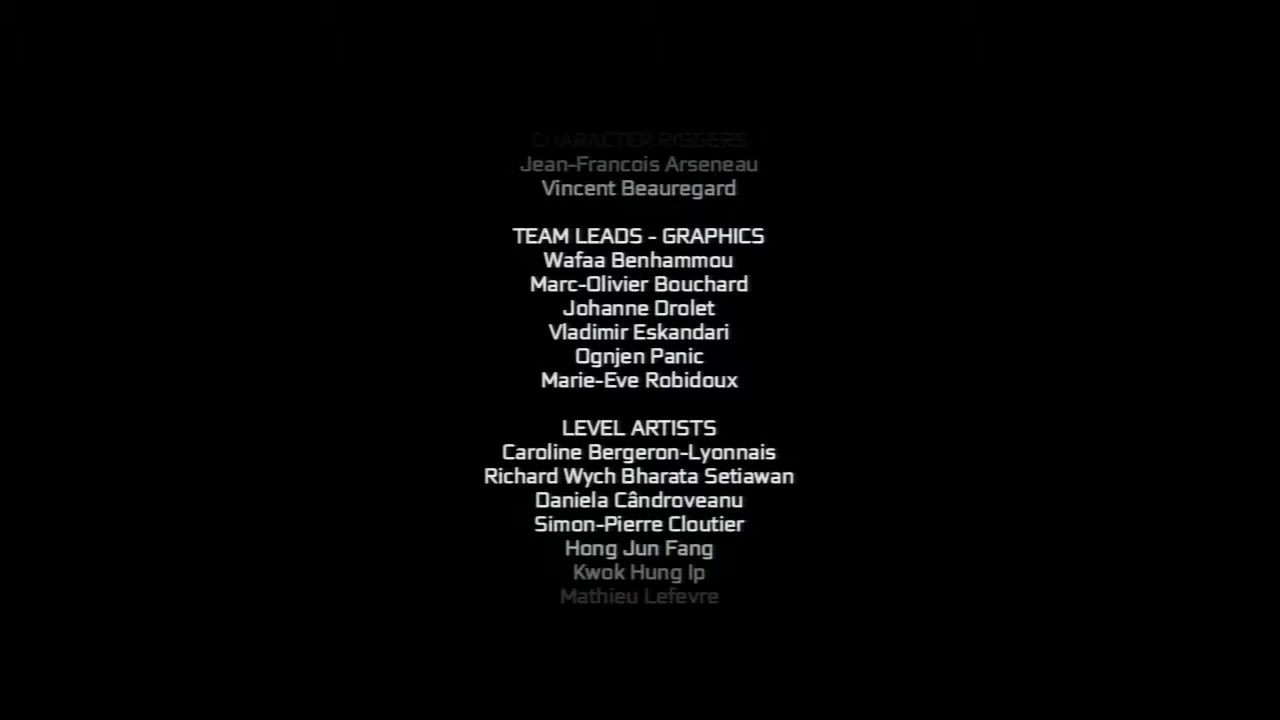 CHARACTER RIGGERS
Jean-Francois Arseneau
Vincent Beauregard
TEAM LEADS - GRAPHICS
Wafaa Benhammou
Marc-Olivier Bouchard
Johanne Drolet
Vladimir Eskandari
Ognjen Panic
Marie-Eve Robidoux
LEVEL ARTISTS
Caroline Bergeron-Lyonnais
Richard Wych Bharata Setiawan
Daniela Cândroveanu
Simon-Pierre Cloutier
Hong Jun Fang
Kwok Hung Ip
Mathieu Lefevre